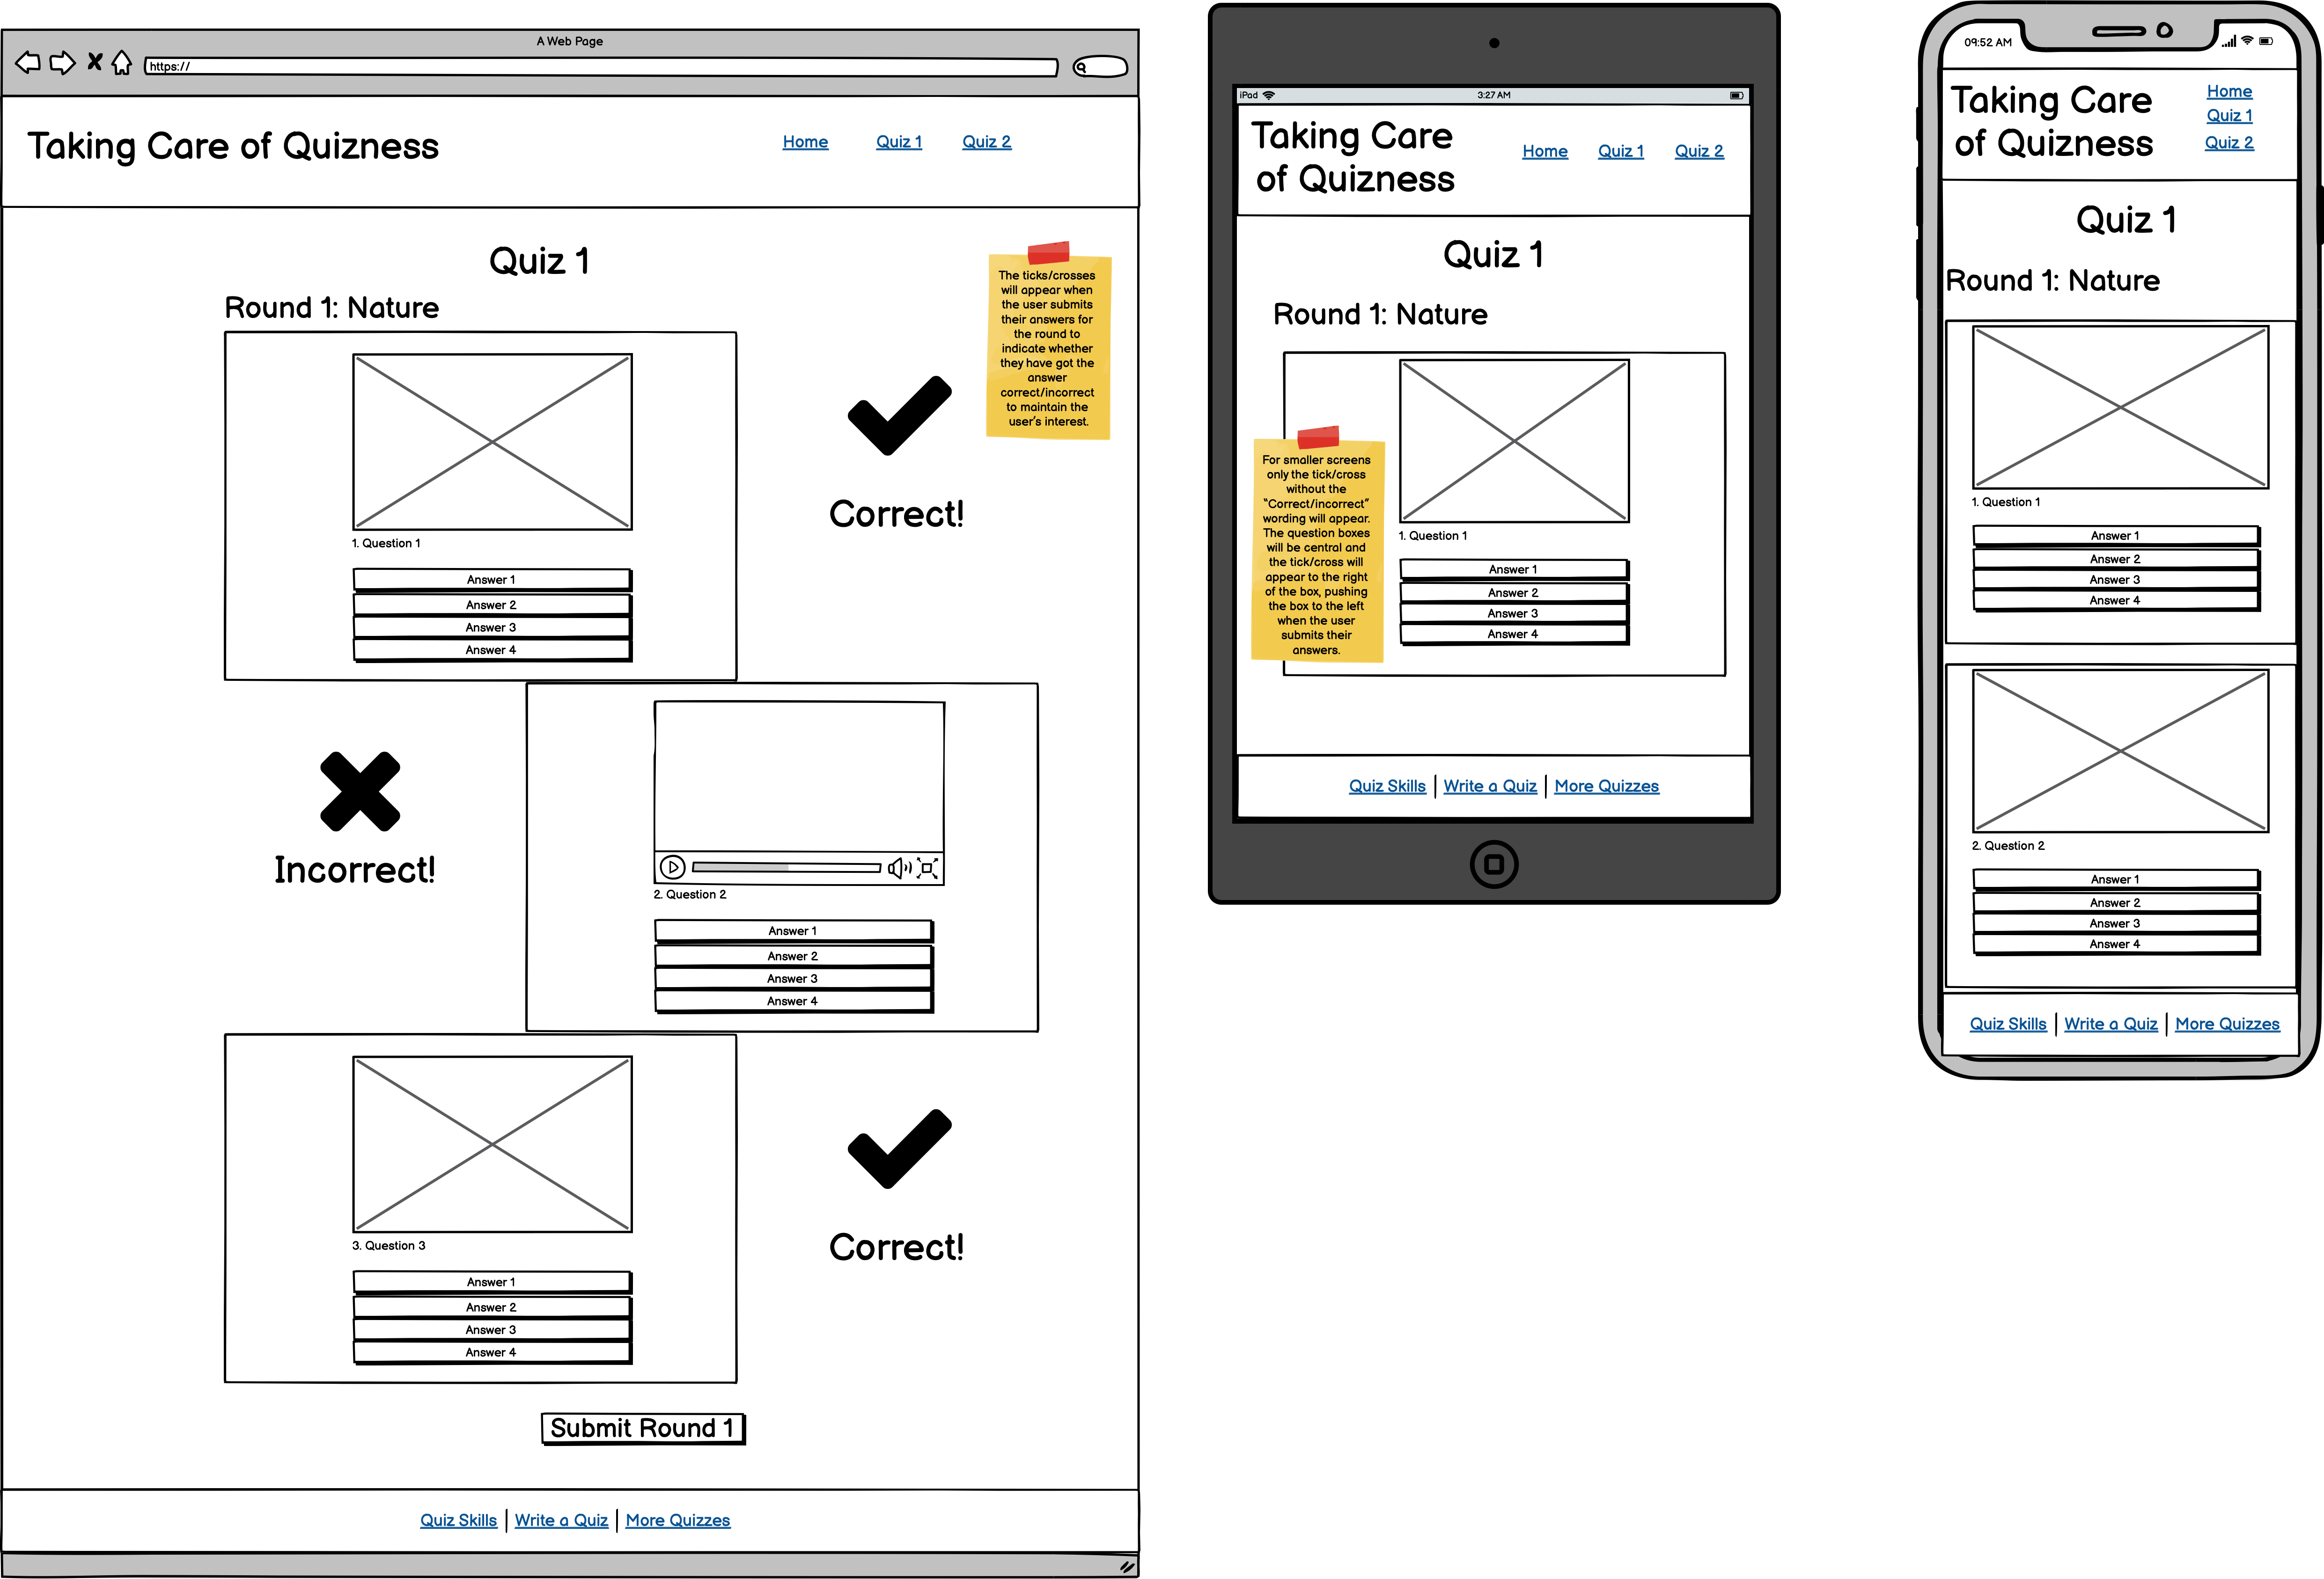 A Web Page
https://
Taking Care of Quizness
Home
Quiz 1
Quiz 2
Quiz 1
Round 1: Nature
The ticks/crosses
will appear when
the user submits
their answers for
the round to
indicate whether
they have got the
answer
correct/incorrect
to maintain the
user's interest.
Correct!
1. Question 1
Answer 1
Answer 2
Answer 3
Answer 4
Incorrect!
2. Question 2
Answer 1
Answer 2
Answer 3
Answer 4
Correct!
3. Question 3
Answer 1
Answer 2
Answer 3
Answer 4
Submit Round 1
Quiz Skills | Write a Quiz | More Quizzes
iPad
3:27 AM
Taking Care
of Quizness
Home
Quiz 1
Quiz 2
Quiz 1
Round 1: Nature
For smaller screens
only the tick/cross
without the
"Correct/incorrect"
wording will appear.
The question boxes
will be central and
the tick/cross will
appear to the right
of the box, pushing
the box to the left
when the user
submits their
answers.
1. Question 1
Answer 1
Answer 2
Answer 3
Answer 4
Quiz Skills | Write a Quiz | More Quizzes
09:52 AM
Taking Care
of Quizness
Home
Quiz 1
Quiz 2
Quiz 1
Round 1: Nature
1. Question 1
Answer 1
Answer 2
Answer 3
Answer 4
2. Question 2
Answer 1
Answer 2
Answer 3
Answer 4
Quiz Skills | Write a Quiz | More Quizzes